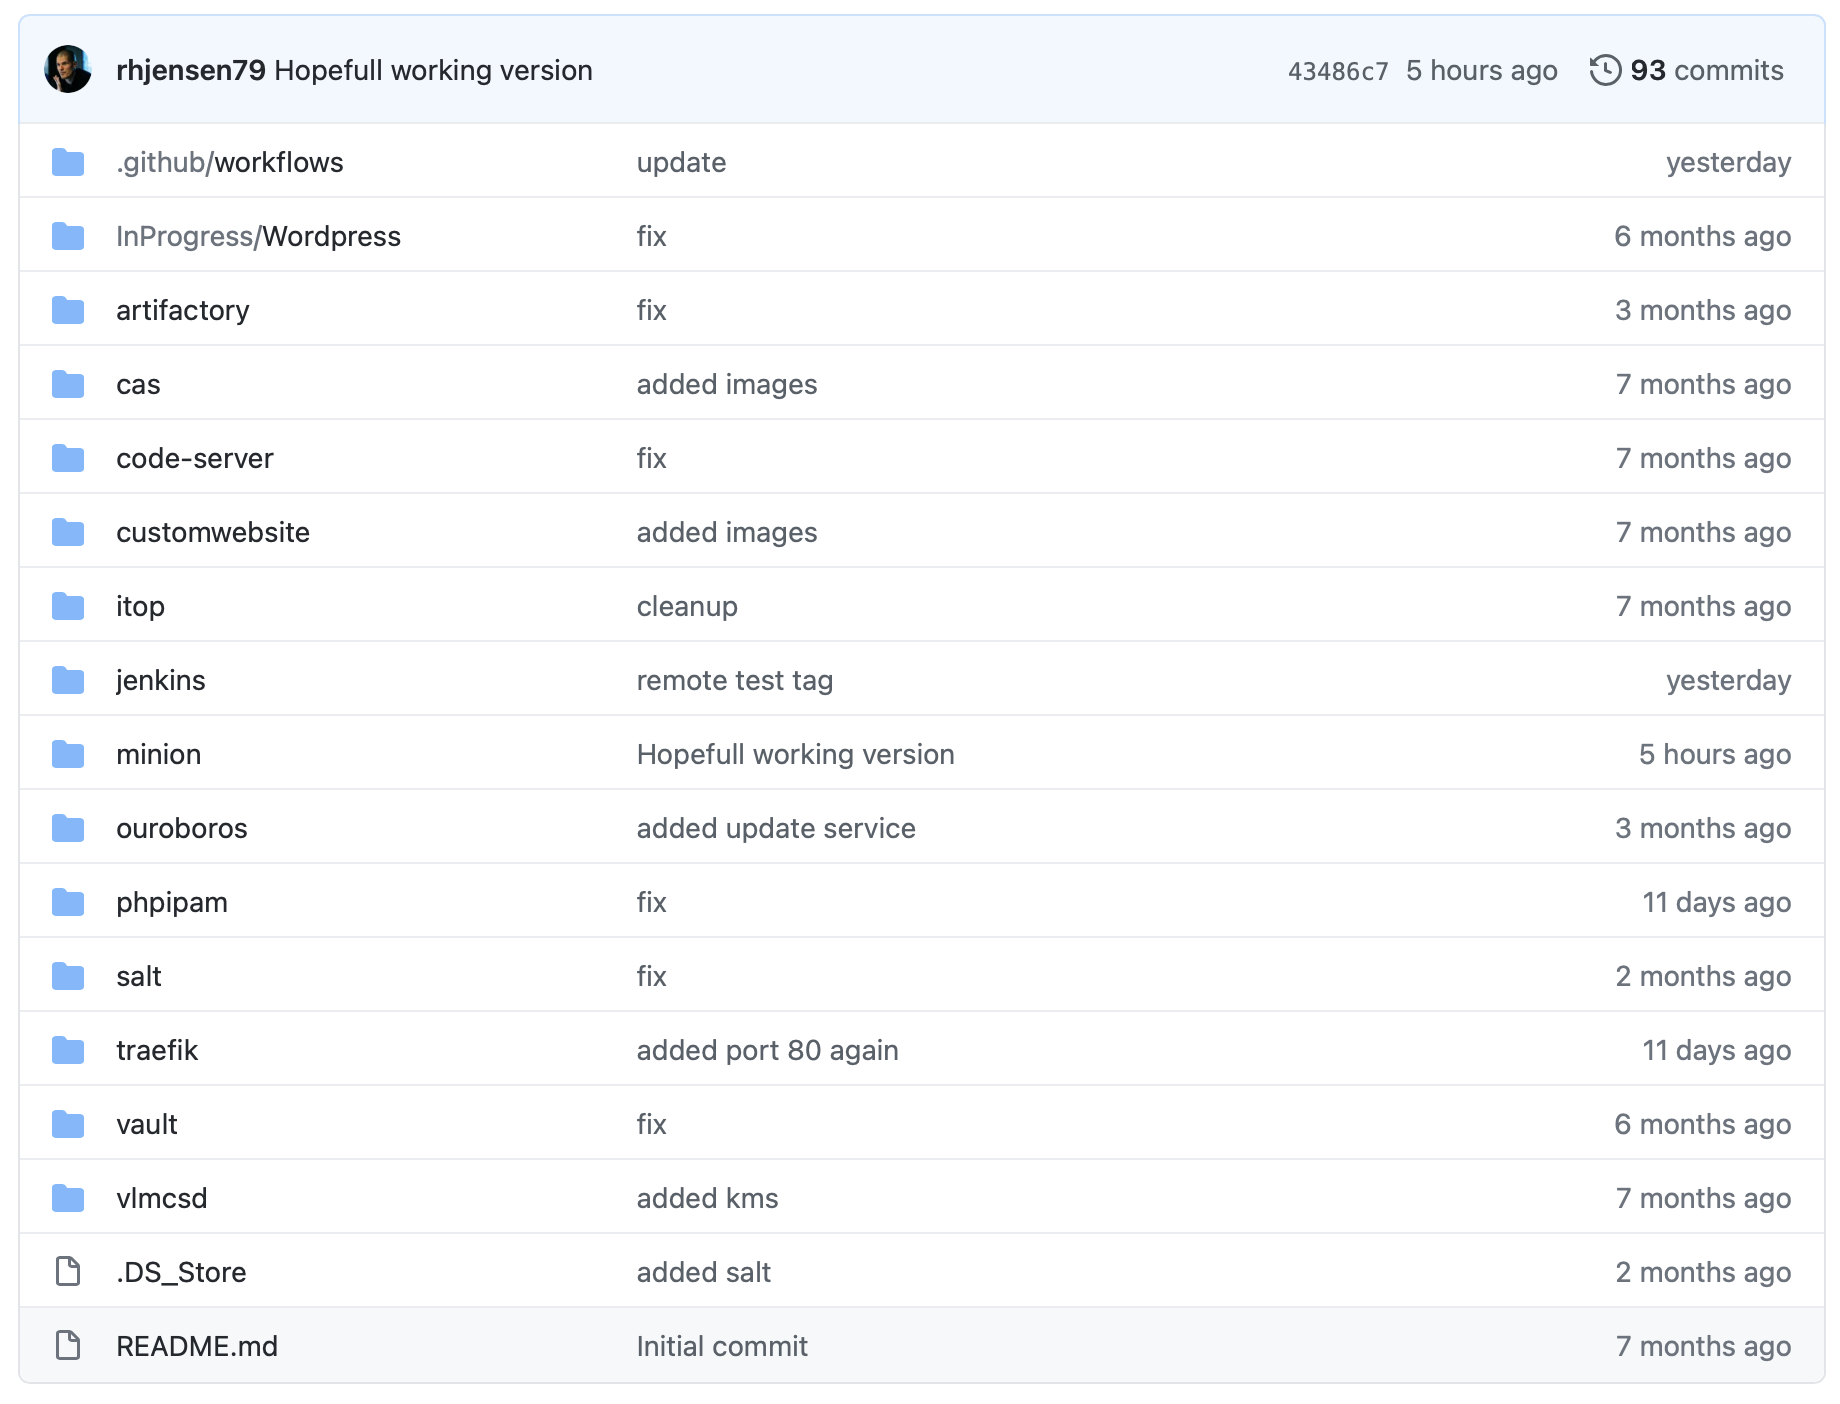 rhjensen79 Hopefull working version 43486c7 5 hours ago 93 commits
.github/workflows update yesterday
InProgress/Wordpress fix 6 months ago
artifactory fix 3 months ago
cas added images 7 months ago
code-server fix 7 months ago
customwebsite added images 7 months ago
itop cleanup 7 months ago
jenkins remote test tag yesterday
minion Hopefull working version 5 hours ago
ouroboros added update service 3 months ago
phpipam fix 11 days ago
salt fix 2 months ago
traefik added port 80 again 11 days ago
vault fix 6 months ago
vlmcsd added kms 7 months ago
.DS_Store added salt 2 months ago
README.md Initial commit 7 months ago